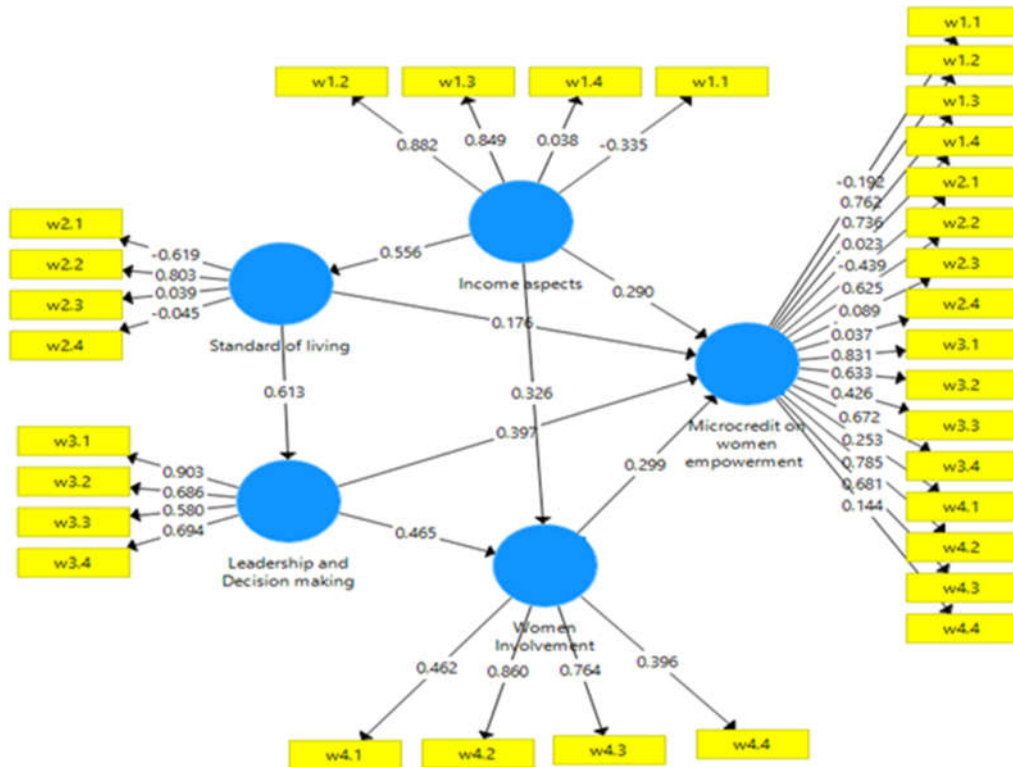 w1.1
w1.2
w1.3
w1.4
w2.1
w2.2
w2.3
w2.4
w3.1
w3.2
w3.3
w3.4
w4.1
w4.2
w4.3
w4.4
-0.192
0.762
0.736
0.023
-0.439
0.625
0.089
0.037
0.831
0.633
0.426
0.672
0.253
0.785
0.681
0.144
w1.2
w1.3
w1.4
w1.1
0.882
0.849
0.038
-0.335
Income aspects
0.556
0.290
0.326
w2.1
w2.2
w2.3
w2.4
-0.619
0.803
0.039
-0.045
Standard of living
0.176
0.613
Microcredit on
women
empowerment
w3.1
w3.2
w3.3
w3.4
0.903
0.686
0.580
0.694
Leadership and
Decision making
0.397
0.465
0.299
Women
Involvement
0.462
0.860
0.764
0.396
w4.1
w4.2
w4.3
w4.4